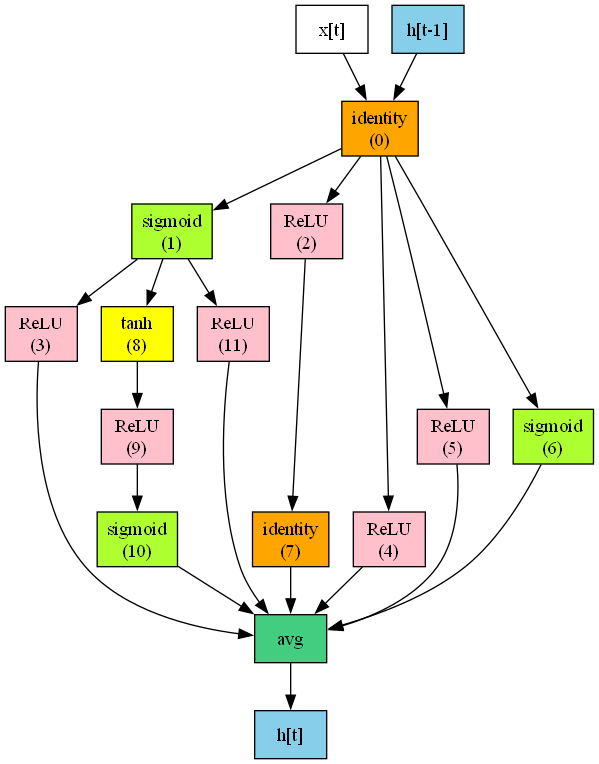 x[t]
h[t-1]
identity
(0)
sigmoid
(1)
ReLU
(2)
ReLU
(3)
tanh
(8)
ReLU
(11)
ReLU
(9)
ReLU
(5)
sigmoid
(6)
sigmoid
(10)
identity
(7)
ReLU
(4)
avg
h[t]